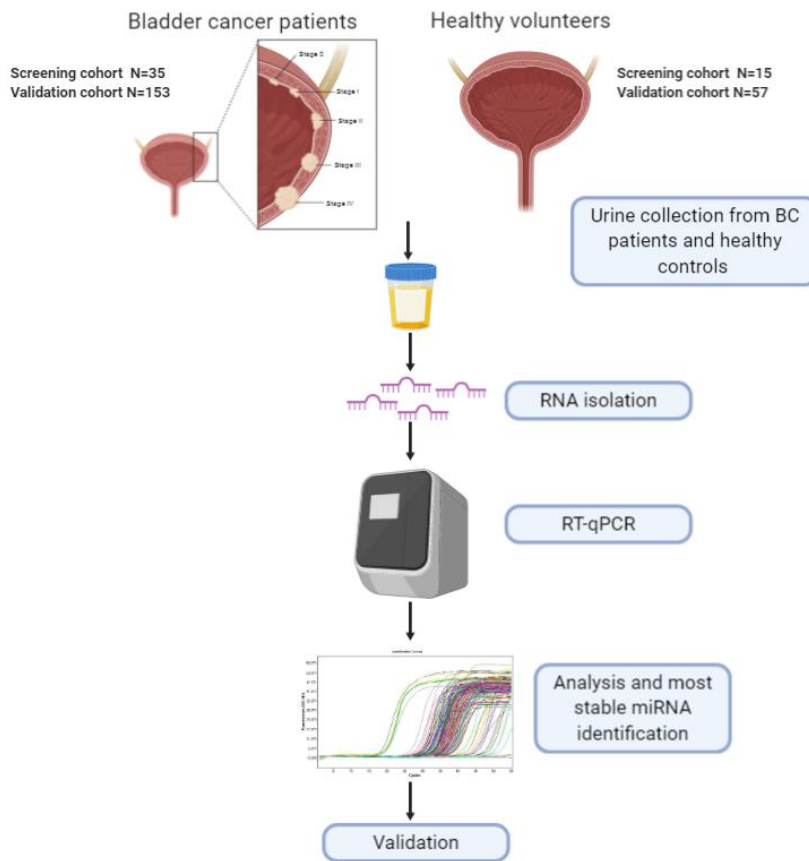 Bladder cancer patients
Healthy volunteers
Screening cohort N=35
Validation cohort N=153
Screening cohort N=15
Validation cohort N=57
Stage 0
Stage I
Stage II
Stage III
Stage IV
Urine collection from BC
patients and healthy
controls
RNA isolation
RT-qPCR
Analysis and most
stable miRNA
identification
Cycles
Validation